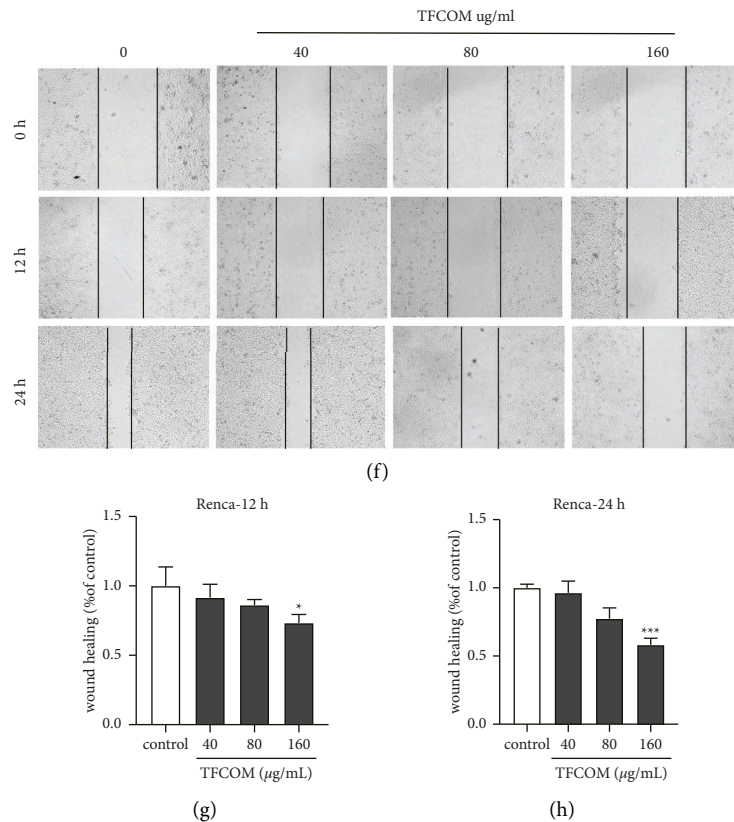 TFCOM ug/ml
0 40 80 160
0 h
12 h
24 h
(f)
Renca-12 h
wound healing (%of control)
1.5
1.0
0.5
0.0
*
control 40 80 160
TFCOM (µg/mL)
(g)
Renca-24 h
wound healing (%of control)
1.5
1.0
0.5
0.0
***
control 40 80 160
TFCOM (µg/mL)
(h)